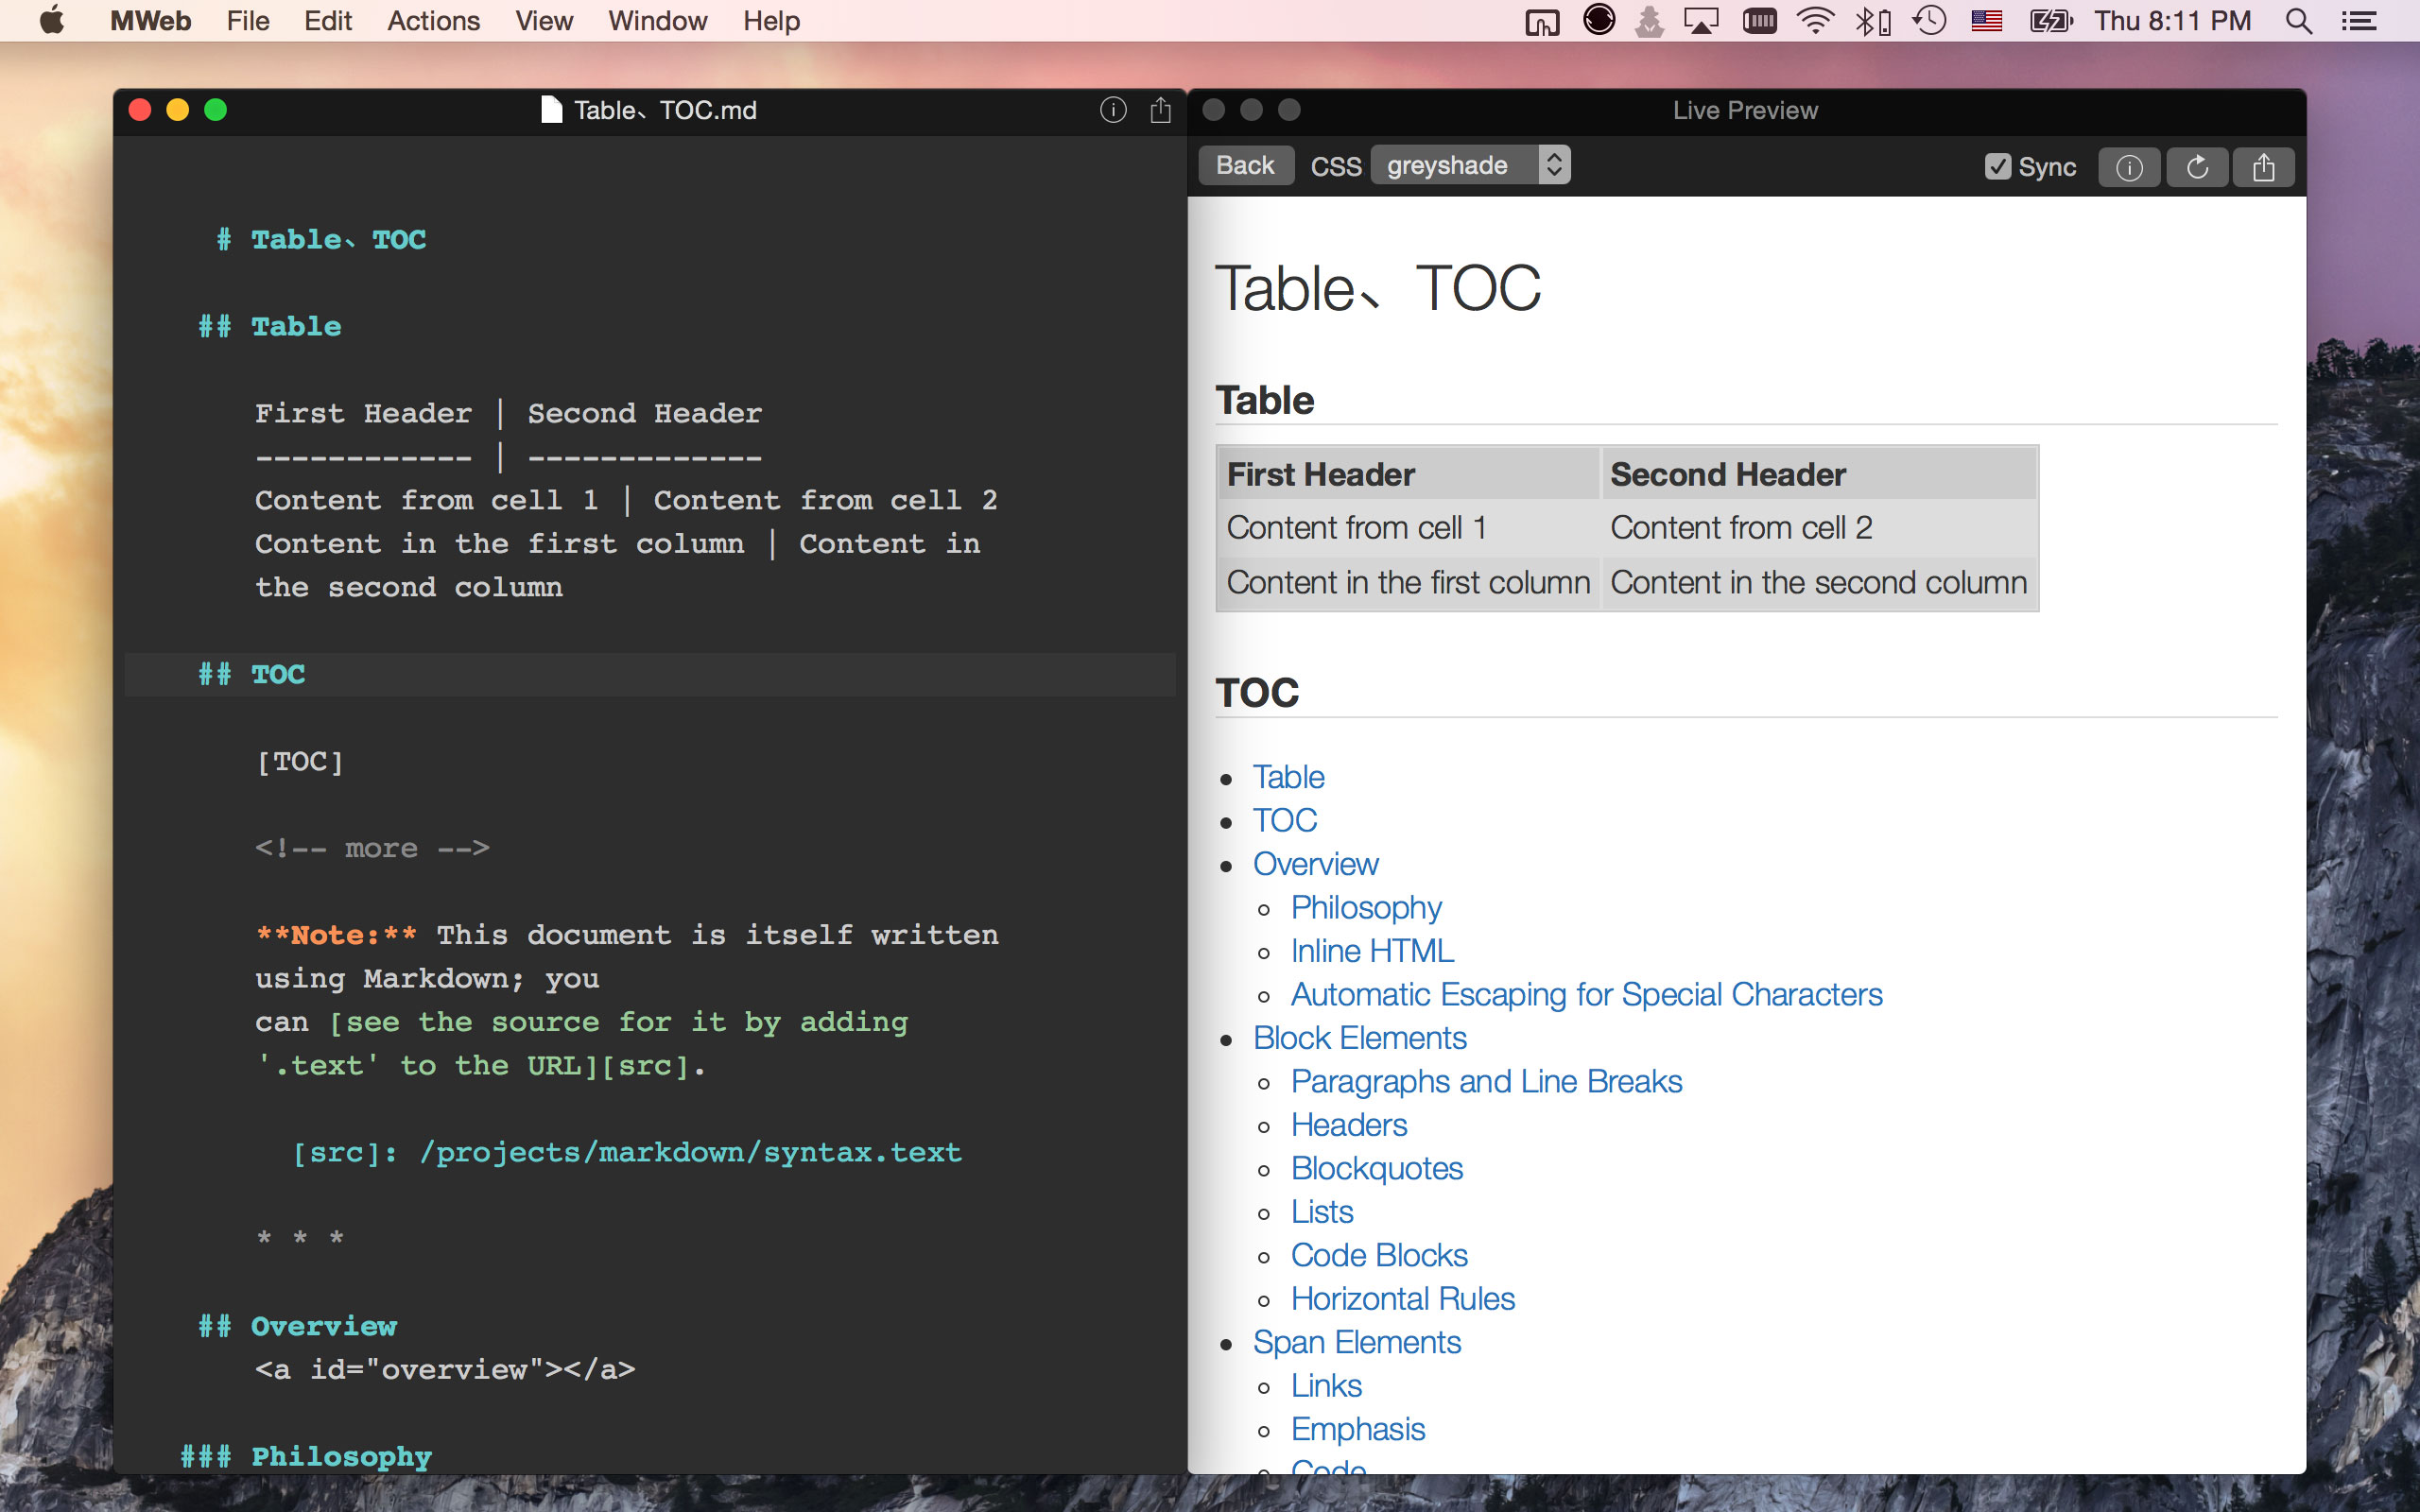 MWeb File Edit Actions View Window Help Thu 8:11 PM
Table、TOC.md
# Table、TOC
## Table
First Header | Second Header
------------ | -------------
Content from cell 1 | Content from cell 2
Content in the first column | Content in
the second column
## TOC
[TOC]
<!-- more -->
**Note:** This document is itself written
using Markdown; you
can [see the source for it by adding
'.text' to the URL][src].
[src]: /projects/markdown/syntax.text
* * *
## Overview
<a id="overview"></a>
### Philosophy
Live Preview
Back CSS greyshade Sync
Table、TOC
Table
First Header Second Header
Content from cell 1 Content from cell 2
Content in the first column Content in the second column
TOC
Table
TOC
Overview
Philosophy
Inline HTML
Automatic Escaping for Special Characters
Block Elements
Paragraphs and Line Breaks
Headers
Blockquotes
Lists
Code Blocks
Horizontal Rules
Span Elements
Links
Emphasis
Code